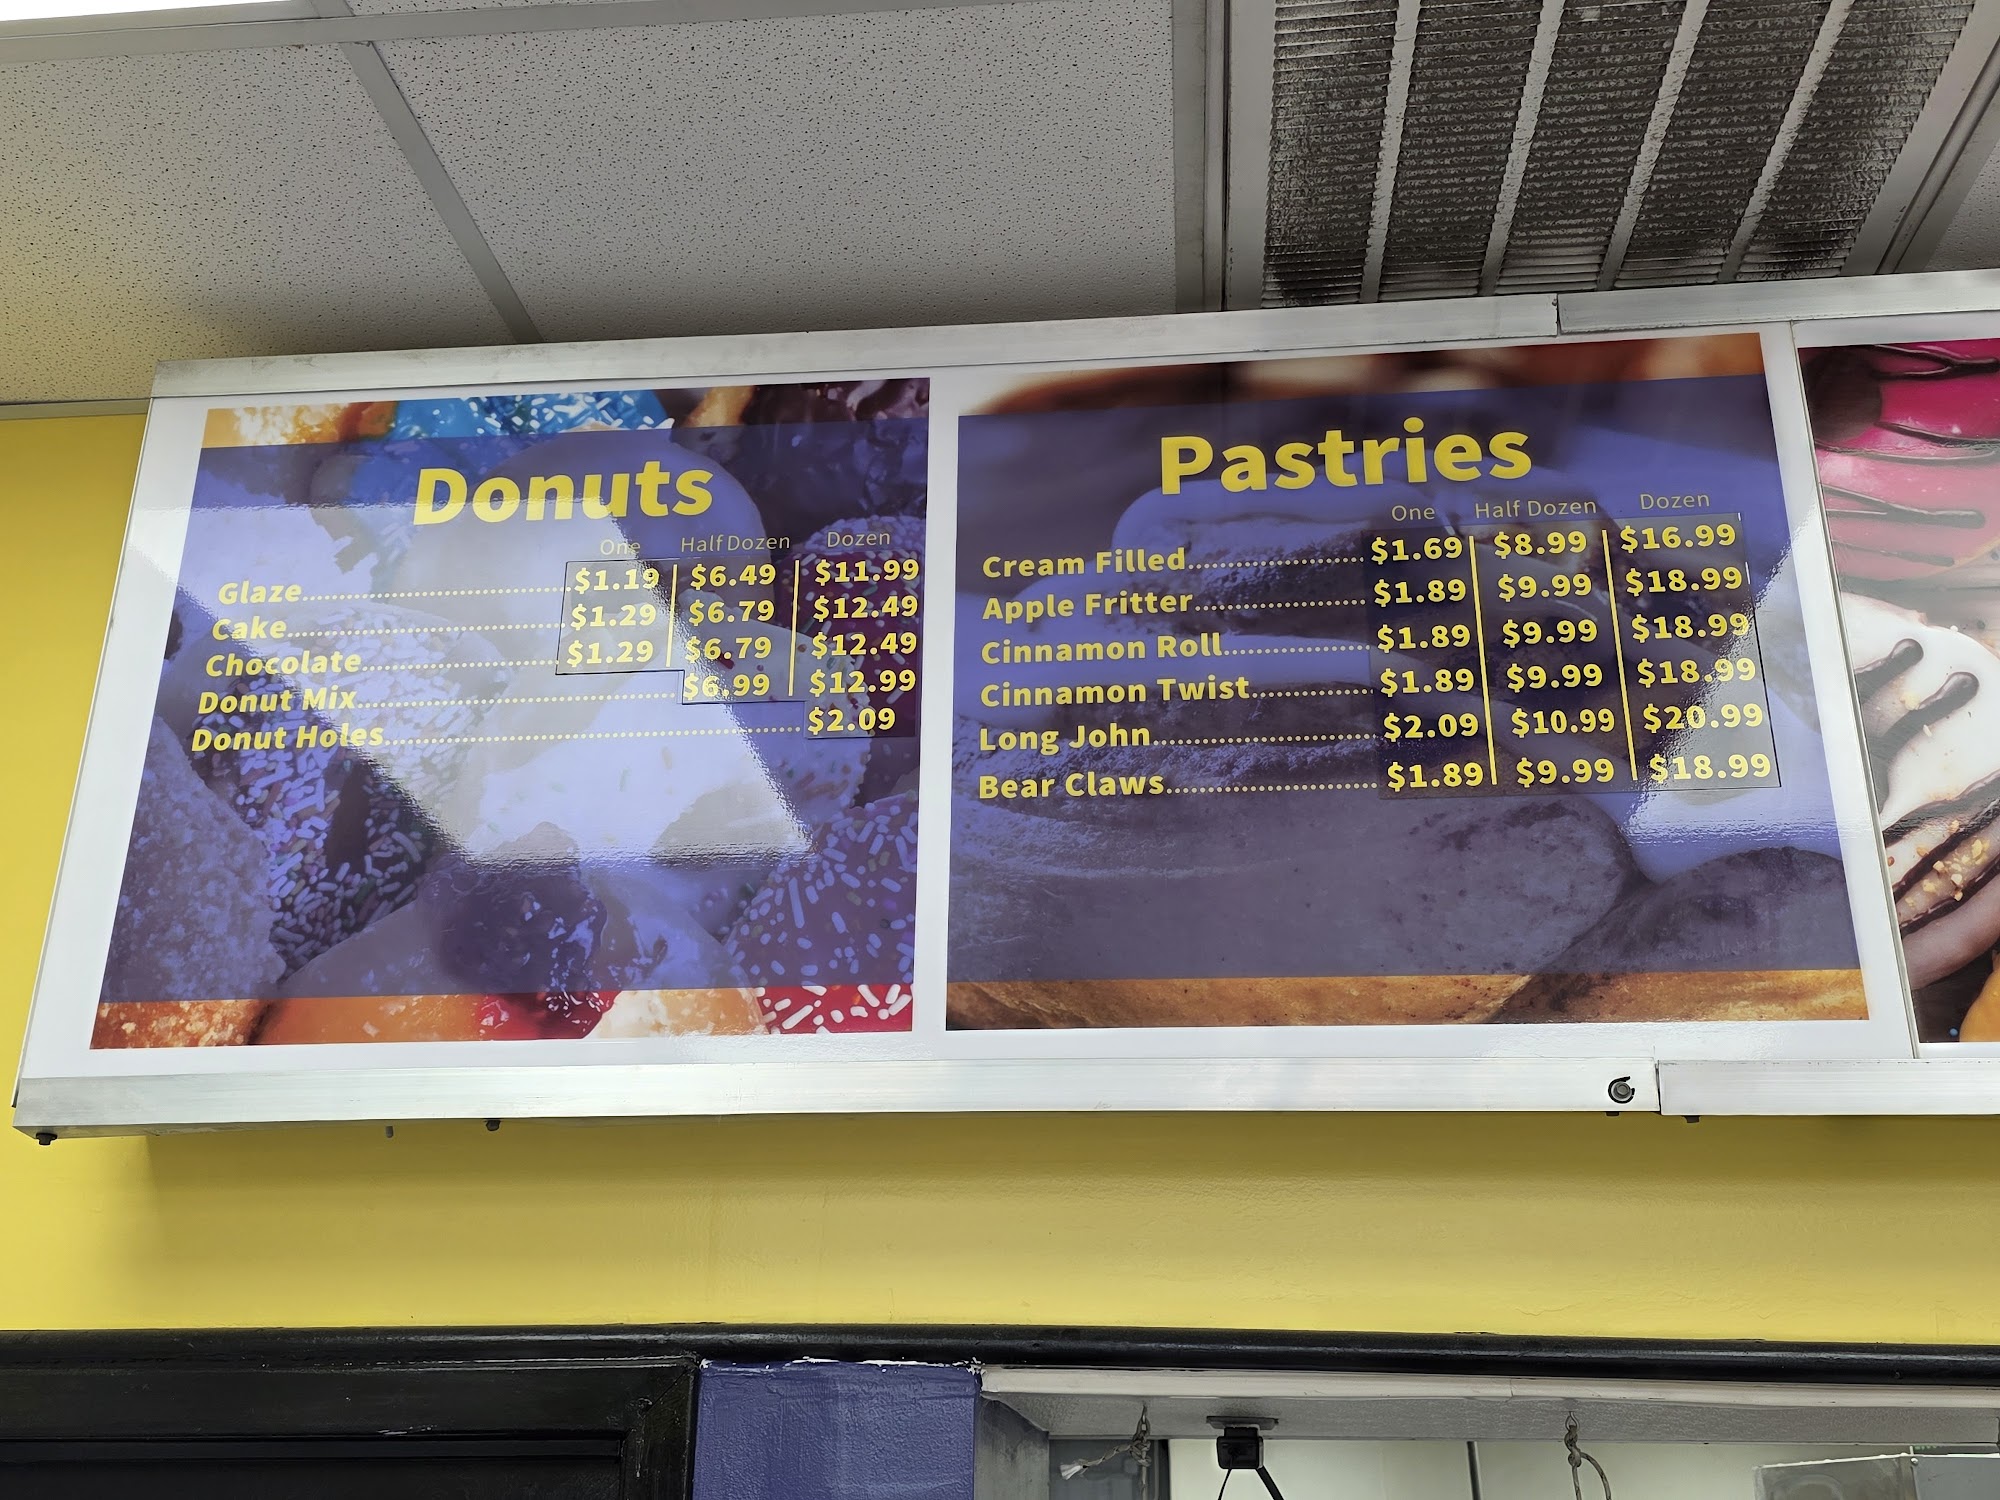 Donuts
One Half Dozen Dozen
Glaze $1.19 $6.49 $11.99
Cake $1.29 $6.79 $12.49
Chocolate $1.29 $6.79 $12.49
Donut Mix $6.99 $12.99
Donut Holes $2.09
Pastries
One Half Dozen Dozen
Cream Filled $1.69 $8.99 $16.99
Apple Fritter $1.89 $9.99 $18.99
Cinnamon Roll $1.89 $9.99 $18.99
Cinnamon Twist $1.89 $9.99 $18.99
Long John $2.09 $10.99 $20.99
Bear Claws $1.89 $9.99 $18.99